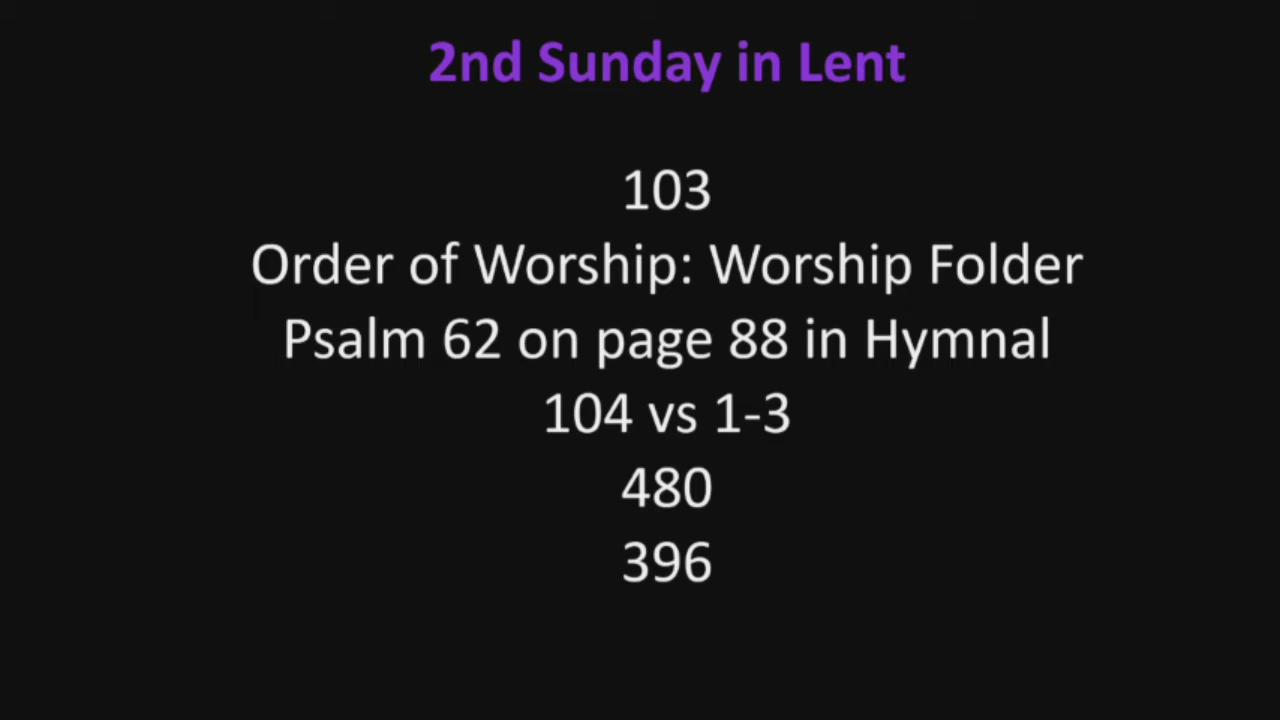 2nd Sunday in Lent
103
Order of Worship: Worship Folder
Psalm 62 on page 88 in Hymnal
104 vs 1-3
480
396